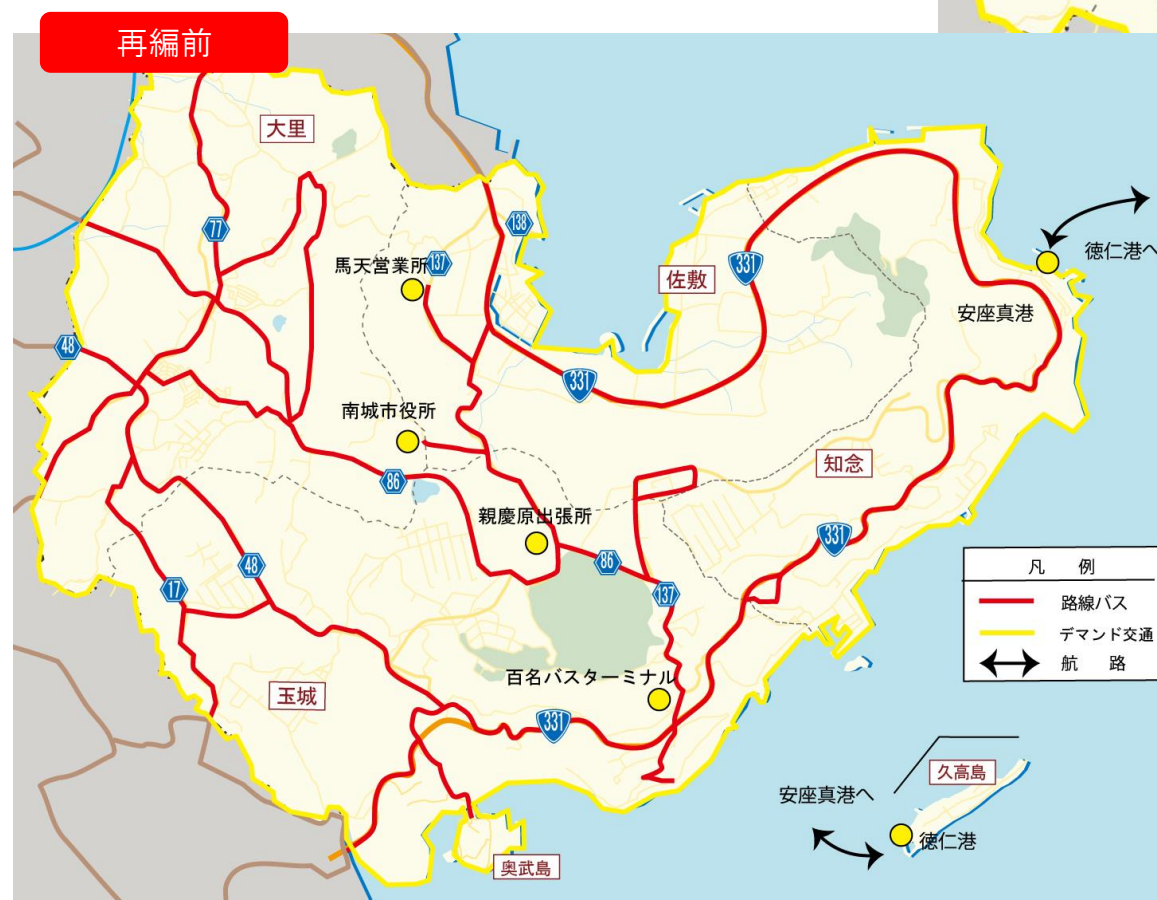 再編前
大里
77
138
馬天営業所
137
佐敷
331
徳仁港へ
安座真港
48
331
南城市役所
知念
86
親慶原出張所
331
48
86
17
137
凡 例
路線バス
デマンド交通
航 路
百名バスターミナル
玉城
331
久高島
安座真港へ
徳仁港
奥武島